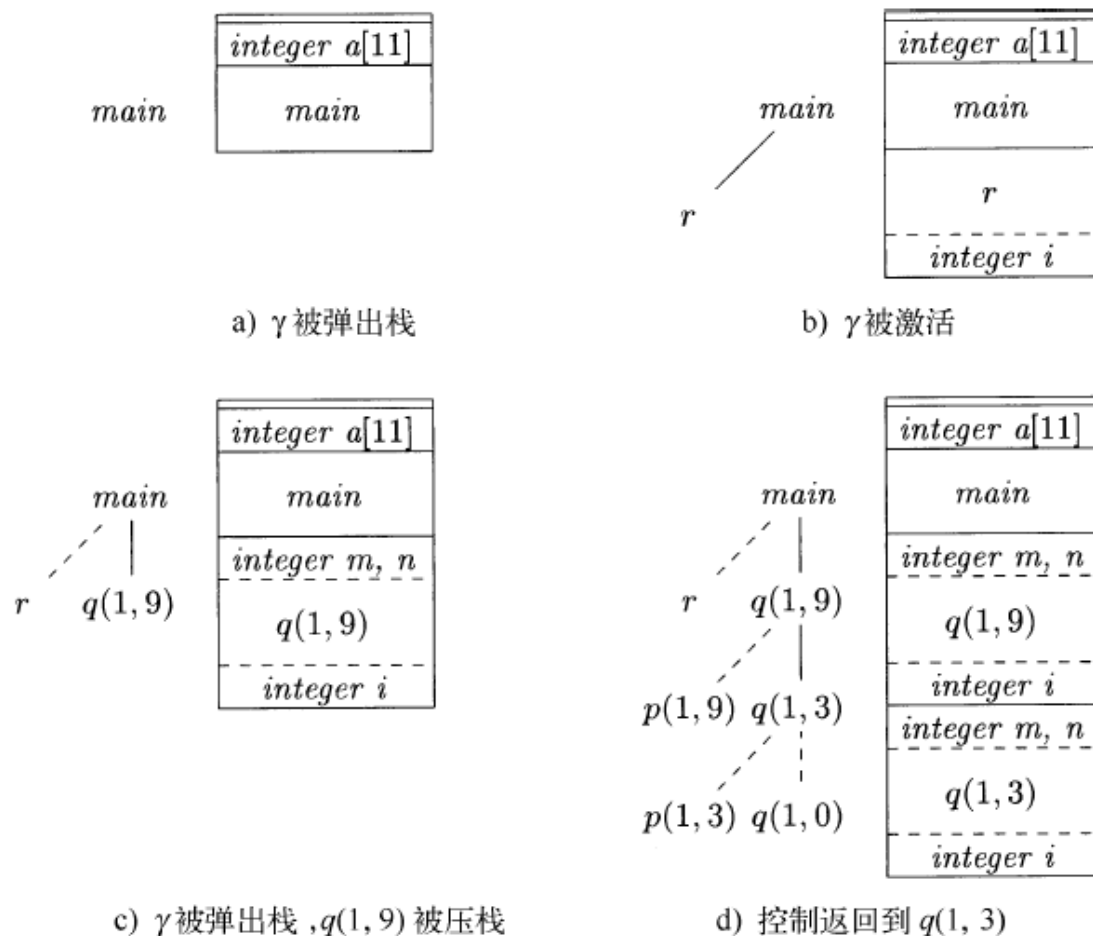 integer a[11]
main
main
a) γ被弹出栈
integer a[11]
main
main
r
r
integer i
b) γ被激活
integer a[11]
main
main
integer m, n
r q(1, 9)
q(1, 9)
integer i
c) γ被弹出栈 ,q(1, 9) 被压栈
integer a[11]
main
main
integer m, n
r q(1, 9)
q(1, 9)
integer i
p(1, 9) q(1, 3)
integer m, n
q(1, 3)
p(1, 3) q(1, 0)
integer i
d) 控制返回到 q(1, 3)